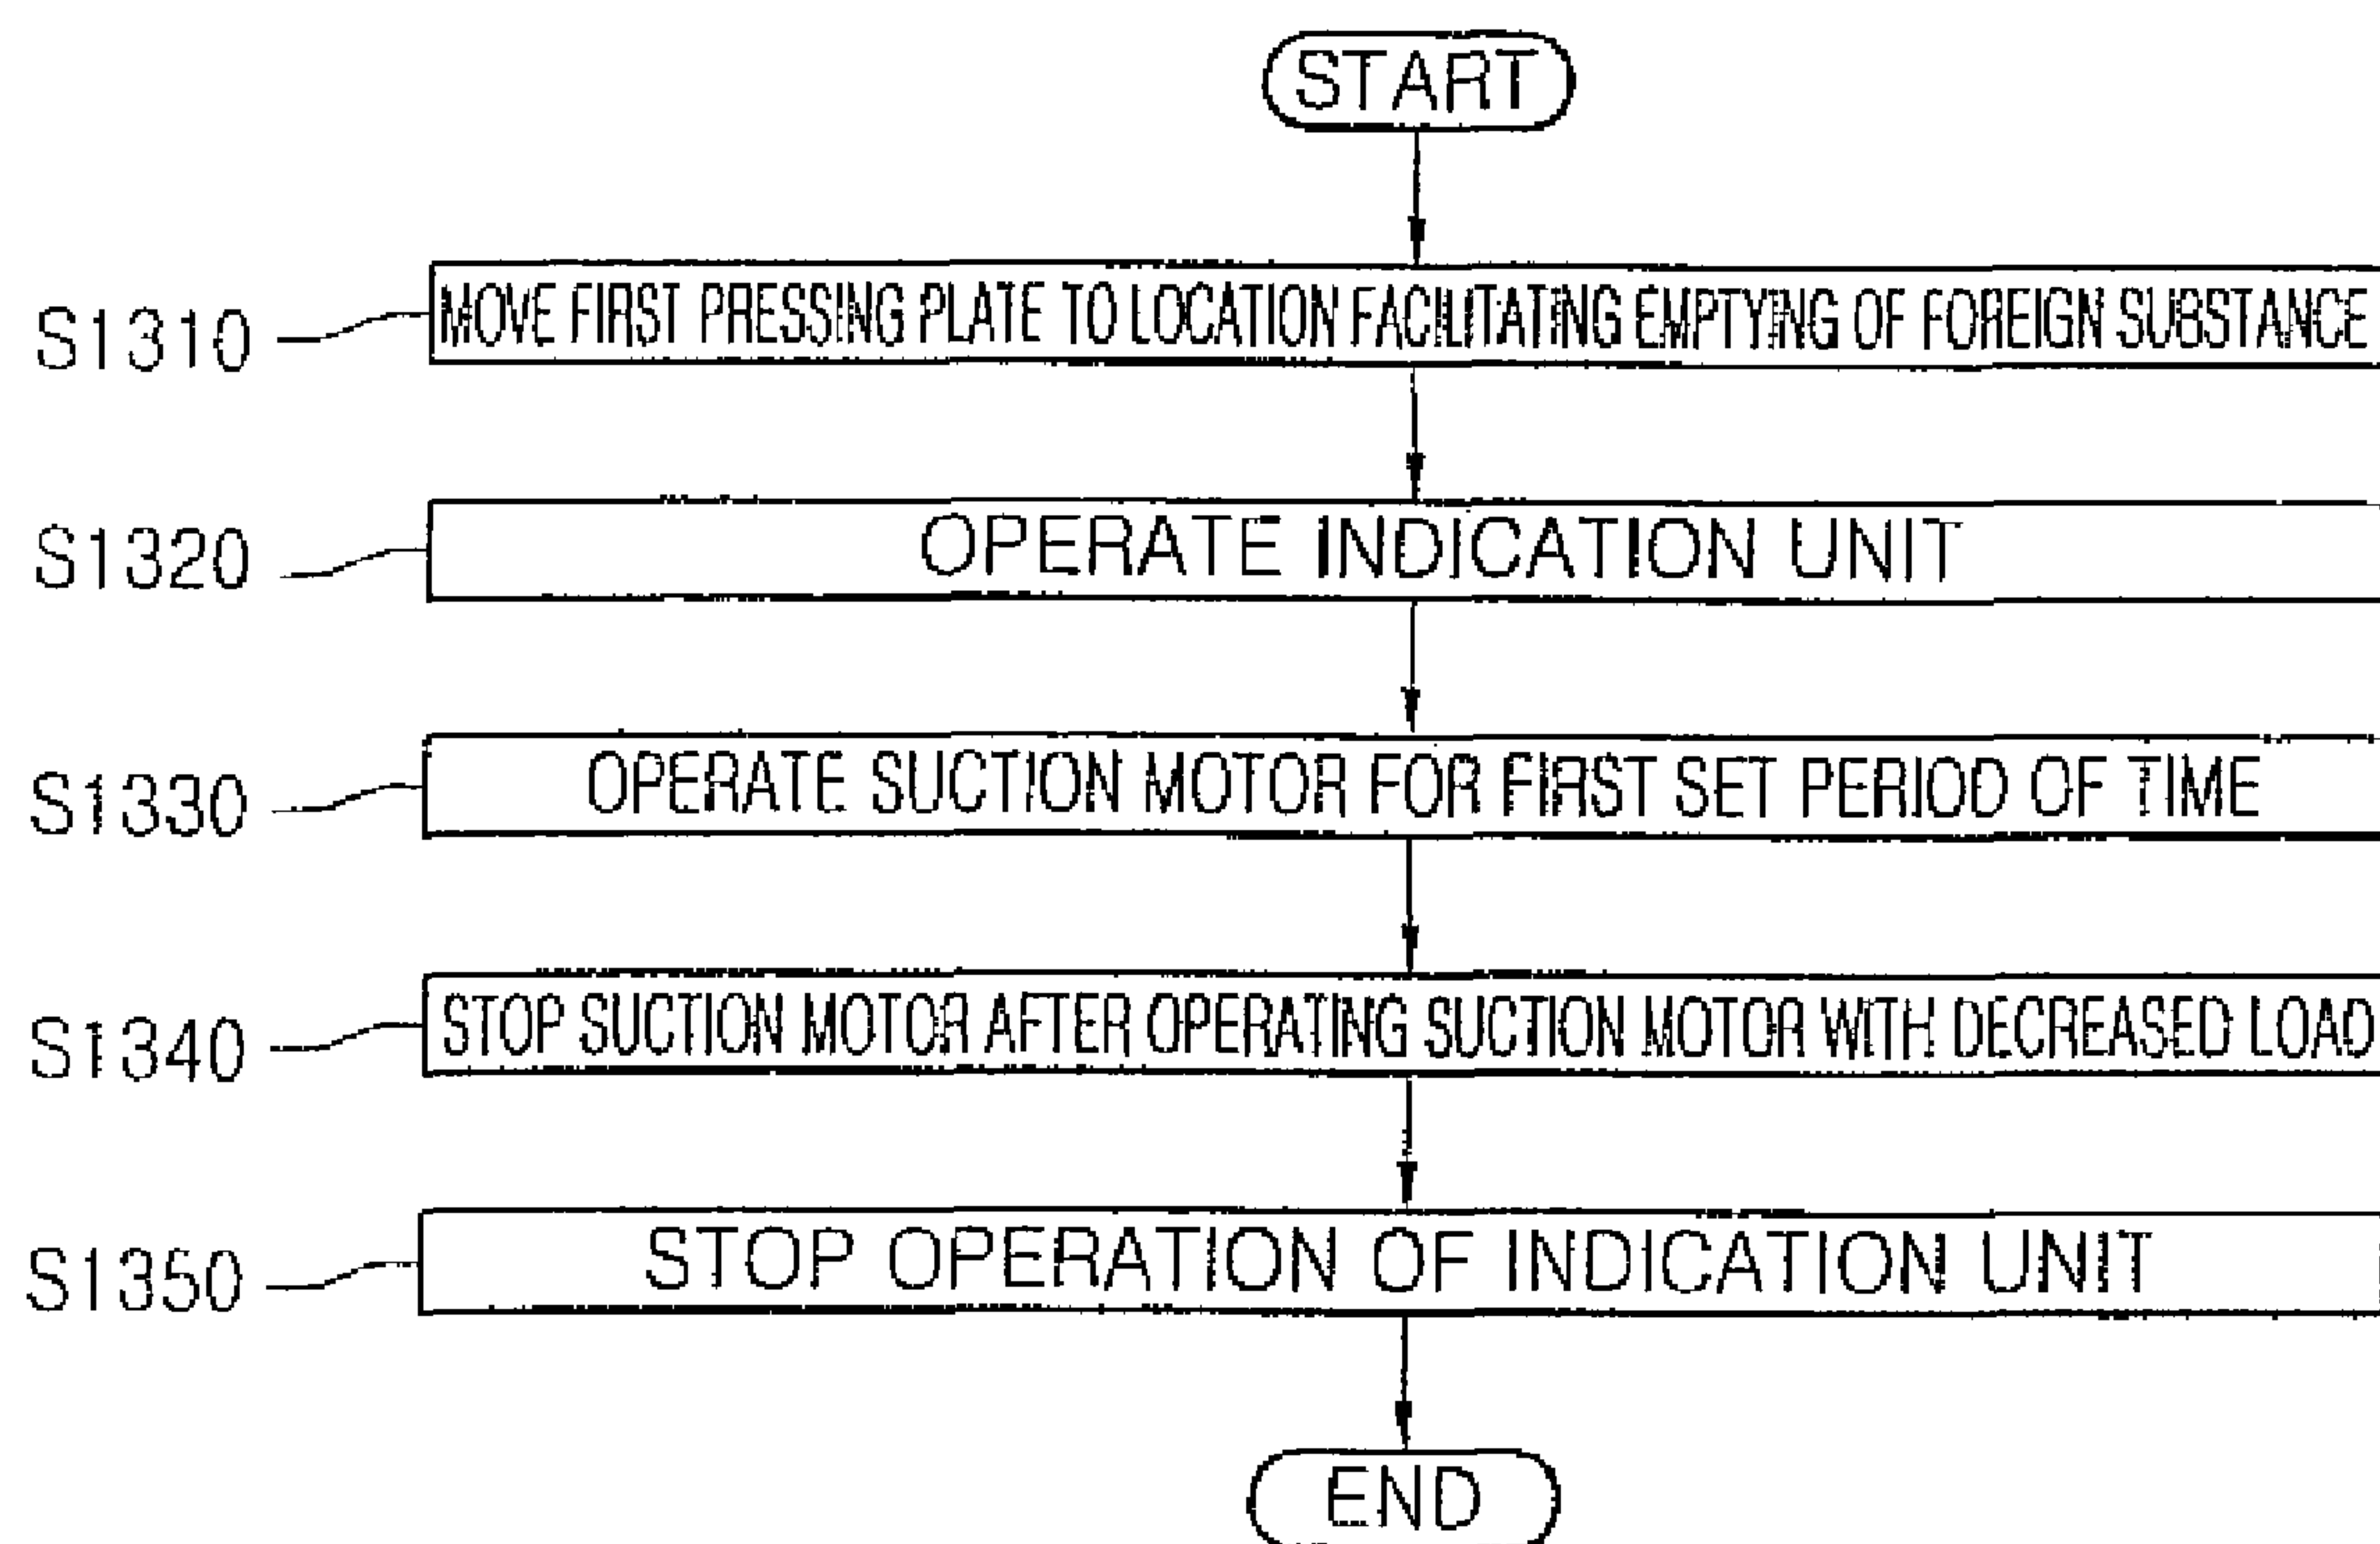 START
S1310 MOVE FIRST PRESSING PLATE TO LOCATION FACILITATING EMPTYING OF FOREIGN SUBSTANCE
S1320 OPERATE INDICATION UNIT
S1330 OPERATE SUCTION MOTOR FOR FIRST SET PERIOD OF TIME
S1340 STOP SUCTION MOTOR AFTER OPERATING SUCTION MOTOR WITH DECREASED LOAD
S1350 STOP OPERATION OF INDICATION UNIT
END